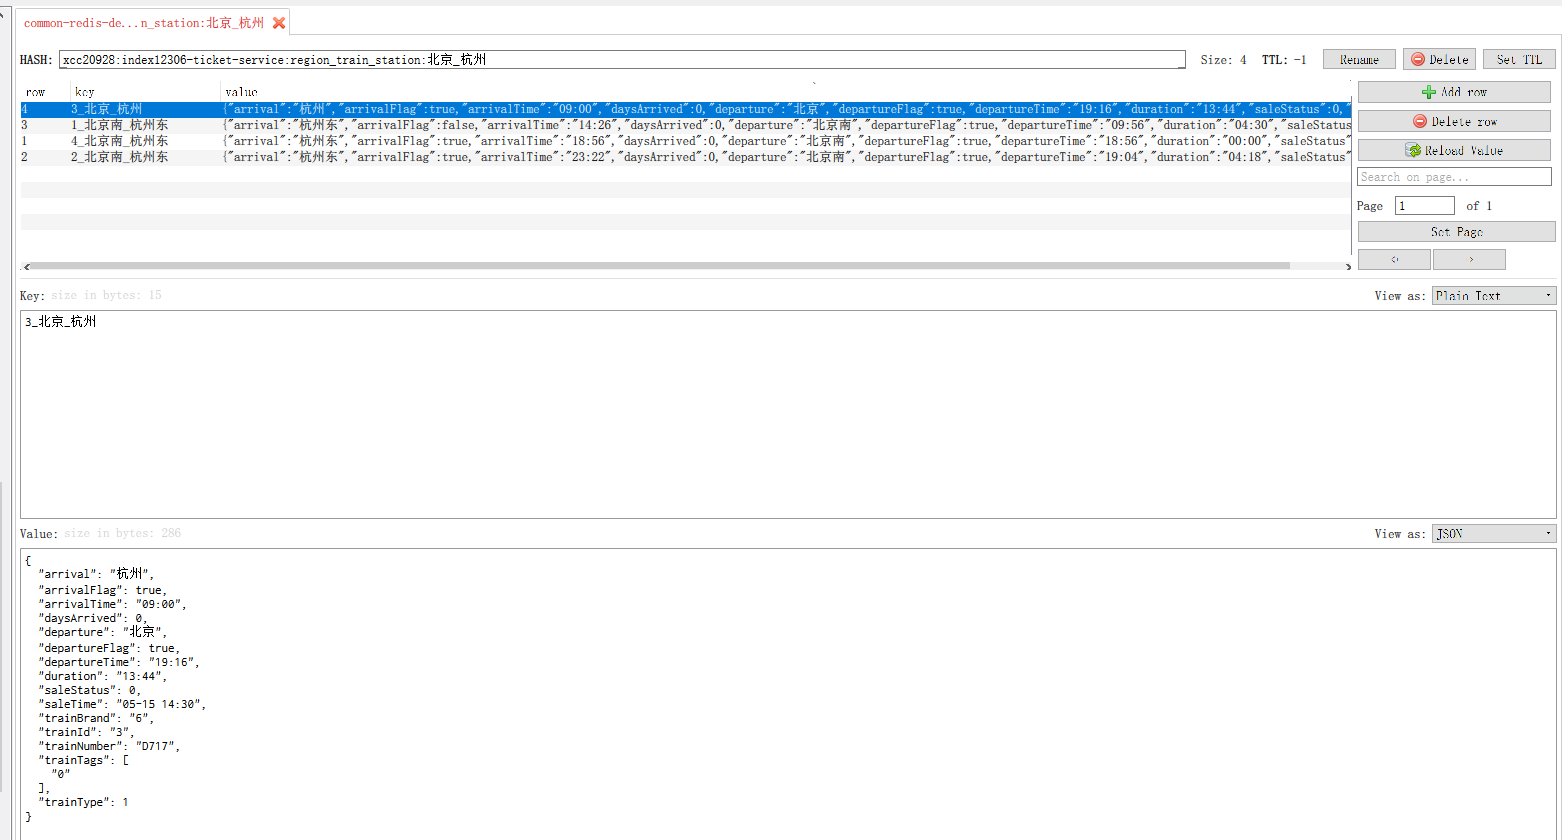 common-redis-de...n_station:北京_杭州
HASH: xcc20928:index12306-ticket-service:region_train_station:北京_杭州 Size: 4 TTL: -1 Rename Delete Set TTL
row key value
4 3_北京_杭州 {"arrival":"杭州","arrivalFlag":true,"arrivalTime":"09:00","daysArrived":0,"departure":"北京","departureFlag":true,"departureTime":"19:16","duration":"13:44","saleStatus":0,"
3 1_北京南_杭州东 {"arrival":"杭州东","arrivalFlag":false,"arrivalTime":"14:26","daysArrived":0,"departure":"北京南","departureFlag":true,"departureTime":"09:56","duration":"04:30","saleStatus
1 4_北京南_杭州东 {"arrival":"杭州东","arrivalFlag":true,"arrivalTime":"18:56","daysArrived":0,"departure":"北京南","departureFlag":true,"departureTime":"18:56","duration":"00:00","saleStatus"
2 2_北京南_杭州东 {"arrival":"杭州东","arrivalFlag":true,"arrivalTime":"23:22","daysArrived":0,"departure":"北京南","departureFlag":true,"departureTime":"19:04","duration":"04:18","saleStatus"
Add row
Delete row
Reload Value
Search on page...
Page 1 of 1
Set Page
Key: size in bytes: 15 View as: Plain Text
3_北京_杭州
Value: size in bytes: 286 View as: JSON
{
"arrival": "杭州",
"arrivalFlag": true,
"arrivalTime": "09:00",
"daysArrived": 0,
"departure": "北京",
"departureFlag": true,
"departureTime": "19:16",
"duration": "13:44",
"saleStatus": 0,
"saleTime": "05-15 14:30",
"trainBrand": "6",
"trainId": "3",
"trainNumber": "D717",
"trainTags": [
"0"
],
"trainType": 1
}